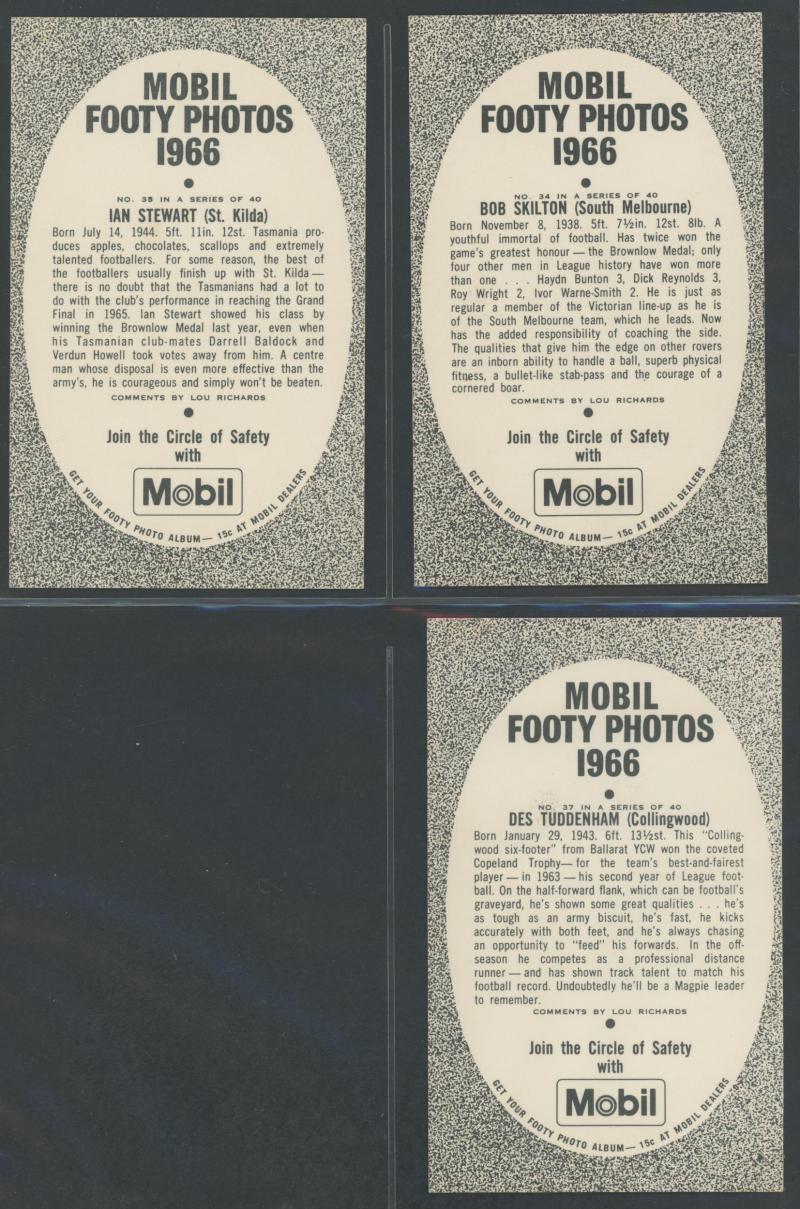 MOBIL
FOOTY PHOTOS
1966
NO. 35 IN A SERIES OF 40
IAN STEWART (St. Kilda)
Born July 14, 1944. 5ft. 11in. 12st. Tasmania pro-
duces apples, chocolates, scallops and extremely
talented footballers. For some reason, the best of
the footballers usually finish up with St. Kilda —
there is no doubt that the Tasmanians had a lot to
do with the club's performance in reaching the Grand
Final in 1965. Ian Stewart showed his class by
winning the Brownlow Medal last year, even when
his Tasmanian club-mates Darrell Baldock and
Verdun Howell took votes away from him. A centre
man whose disposal is even more effective than the
army's, he is courageous and simply won't be beaten.
COMMENTS BY LOU RICHARDS
Join the Circle of Safety
with
Mobil
GET YOUR FOOTY PHOTO ALBUM — 15c AT MOBIL DEALERS
MOBIL
FOOTY PHOTOS
1966
NO. 34 IN A SERIES OF 40
BOB SKILTON (South Melbourne)
Born November 8, 1938. 5ft. 7½in. 12st. 8lb. A
youthful immortal of football. Has twice won the
game's greatest honour — the Brownlow Medal; only
four other men in League history have won more
than one . . . Haydn Bunton 3, Dick Reynolds 3,
Roy Wright 2, Ivor Warne-Smith 2. He is just as
regular a member of the Victorian line-up as he is
of the South Melbourne team, which he leads. Now
has the added responsibility of coaching the side.
The qualities that give him the edge on other rovers
are an inborn ability to handle a ball, superb physical
fitness, a bullet-like stab-pass and the courage of a
cornered boar.
COMMENTS BY LOU RICHARDS
Join the Circle of Safety
with
Mobil
GET YOUR FOOTY PHOTO ALBUM — 15c AT MOBIL DEALERS
MOBIL
FOOTY PHOTOS
1966
NO. 37 IN A SERIES OF 40
DES TUDDENHAM (Collingwood)
Born January 29, 1943. 6ft. 13½st. This "Colling-
wood six-footer" from Ballarat YCW won the coveted
Copeland Trophy — for the team's best-and-fairest
player — in 1963 — his second year of League foot-
ball. On the half-forward flank, which can be football's
graveyard, he's shown some great qualities . . . he's
as tough as an army biscuit, he's fast, he kicks
accurately with both feet, and he's always chasing
an opportunity to "feed" his forwards. In the off-
season he competes as a professional distance
runner — and has shown track talent to match his
football record. Undoubtedly he'll be a Magpie leader
to remember.
COMMENTS BY LOU RICHARDS
Join the Circle of Safety
with
Mobil
GET YOUR FOOTY PHOTO ALBUM — 15c AT MOBIL DEALERS